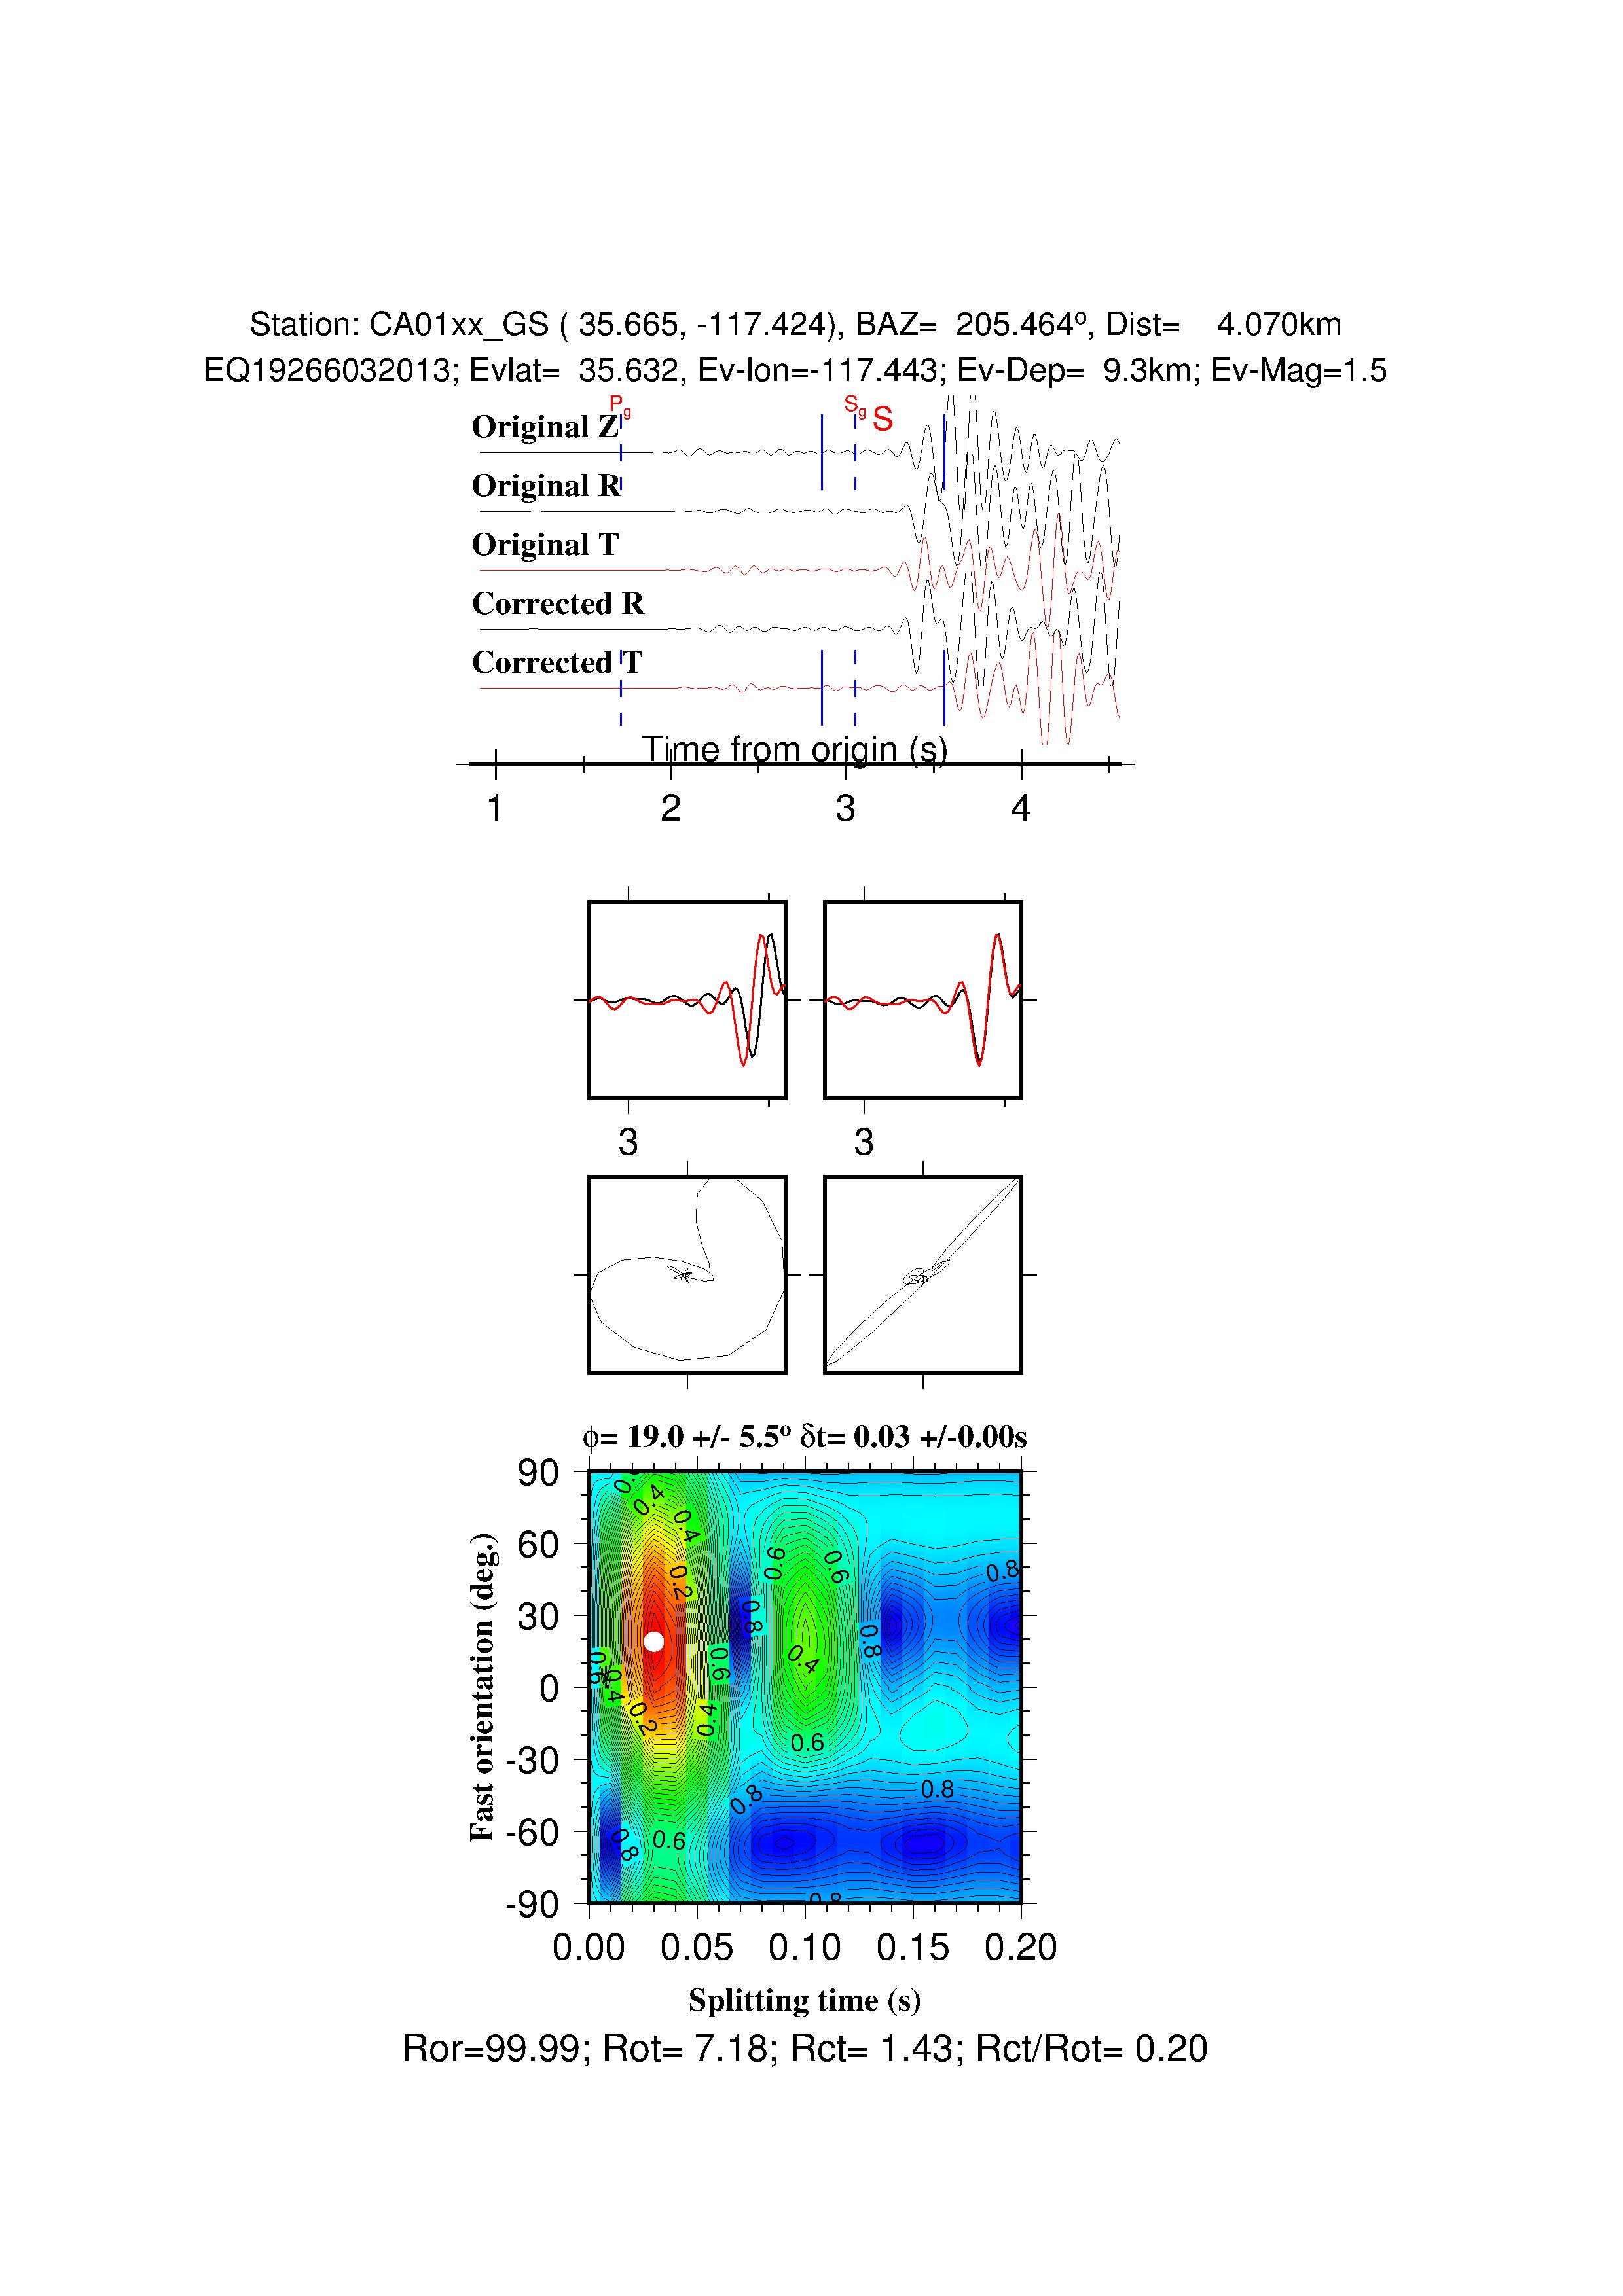 Station: CA01xx_GS ( 35.665, -117.424), BAZ= 205.464º, Dist= 4.070km
EQ19266032013; Evlat= 35.632, Ev-lon=-117.443; Ev-Dep= 9.3km; Ev-Mag=1.5
Pg Sg S
Original Z
Original R
Original T
Corrected R
Corrected T
Time from origin (s)
1 2 3 4
3 3
ϕ= 19.0 +/- 5.5º δt= 0.03 +/-0.00s
90
60
30
0
-30
-60
-90
Fast orientation (deg.)
0.4
0.4
0.2
0.6
0.6
0.8
0.8
0.8
0.6
0.4
0.6
0.4
0.2
0.4
0.6
0.8
0.8
0.8
0.6
0.8
0.00 0.05 0.10 0.15 0.20
Splitting time (s)
Ror=99.99; Rot= 7.18; Rct= 1.43; Rct/Rot= 0.20